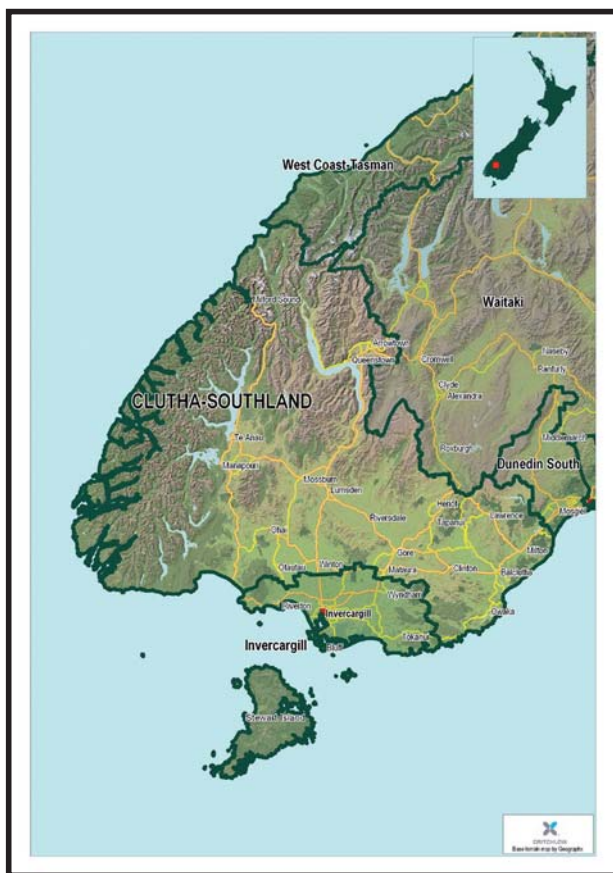 West Coast-Tasman
Milford Sound
Waitaki
Arrowtown
Queenstown
Cromwell
Naseby
Ranfurly
Clyde
Alexandra
CLUTHA-SOUTHLAND
Te Anau
Roxburgh
Middlemarch
Dunedin South
Manapouri
Mossburn
Lumsden
Heriot
Mosgiel
Riversdale
Tapanui
Lawrence
Ohai
Milton
Gore
Otautau
Winton
Mataura
Clinton
Balclutha
Wyndham
Riverton
Invercargill
Owaka
Tokanui
Invercargill
Bluff
Stewart Island
CRITCHLOW
Base terrain map by Geographx